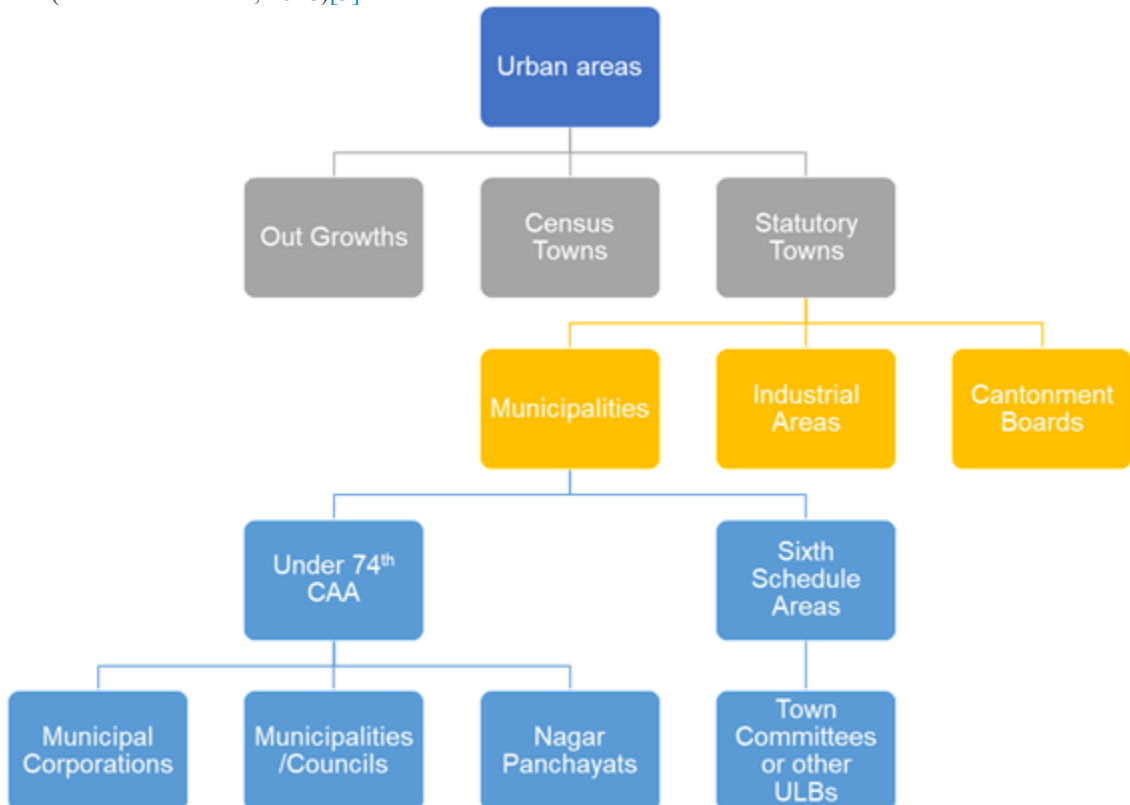 Urban areas
Out Growths
Census
Towns
Statutory
Towns
Municipalities
Industrial
Areas
Cantonment
Boards
Under 74th
CAA
Sixth
Schedule
Areas
Municipal
Corporations
Municipalities
/Councils
Nagar
Panchayats
Town
Committees
or other
ULBs